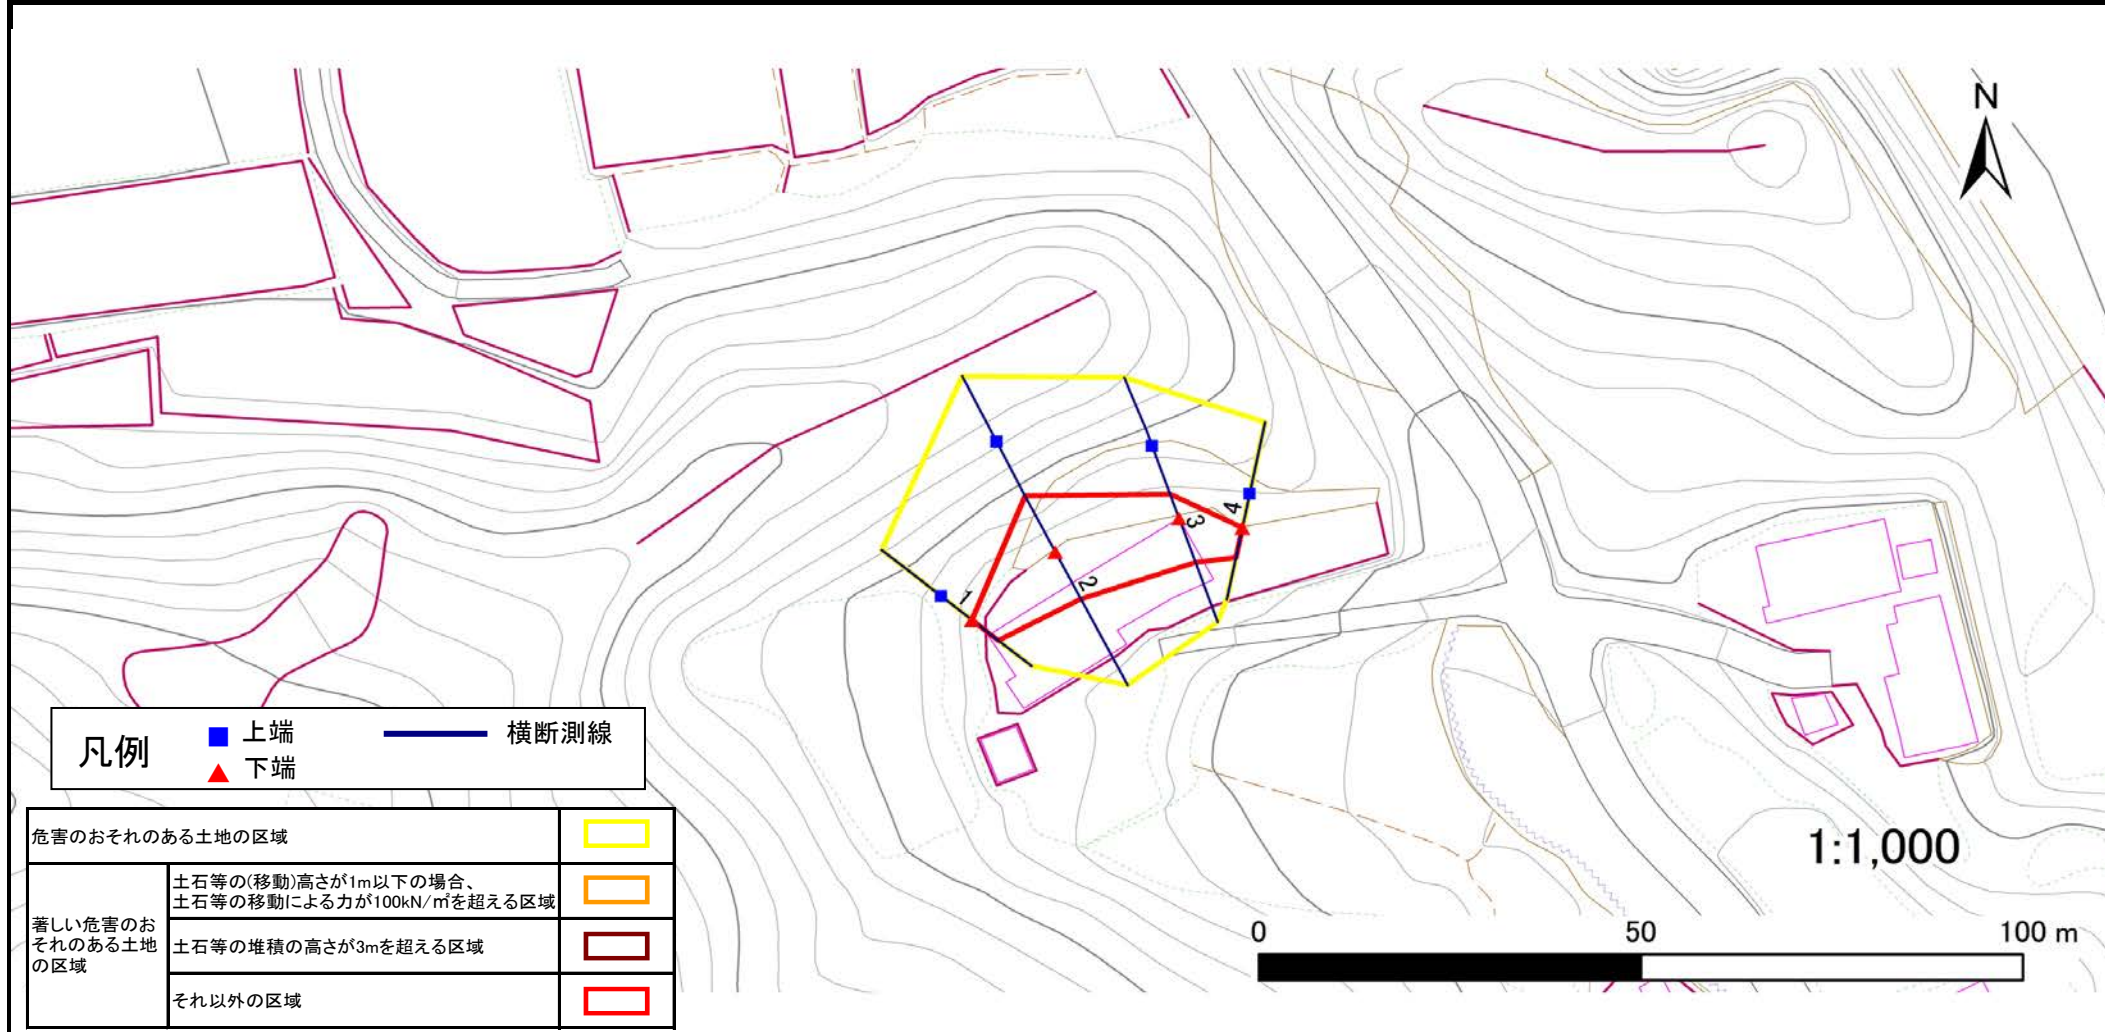 N
4
3
2
1
凡例
上端
横断測線
下端
危害のおそれのある土地の区域
著しい危害のお
それのある土地
の区域
土石等の(移動)高さが1m以下の場合、
土石等の移動による力が100kN/㎡を超える区域
土石等の堆積の高さが3mを超える区域
それ以外の区域
1:1,000
0 50 100 m